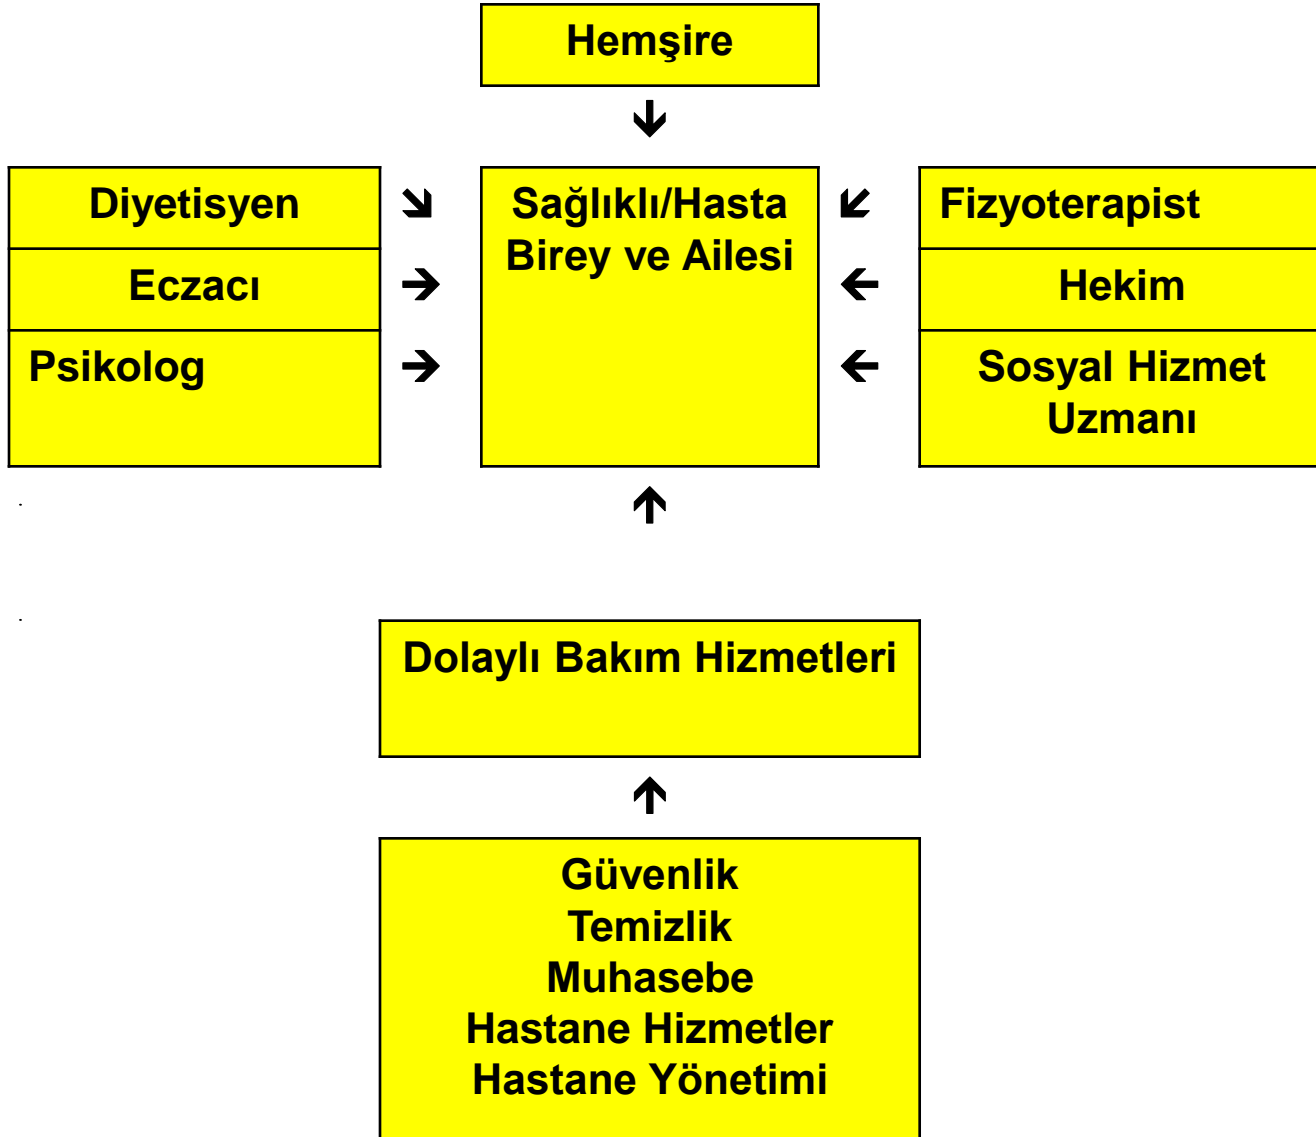 Hemşire
Diyetisyen
Eczacı
Psikolog
Sağlıklı/Hasta
Birey ve Ailesi
Fizyoterapist
Hekim
Sosyal Hizmet
Uzmanı
Dolaylı Bakım Hizmetleri
Güvenlik
Temizlik
Muhasebe
Hastane Hizmetler
Hastane Yönetimi